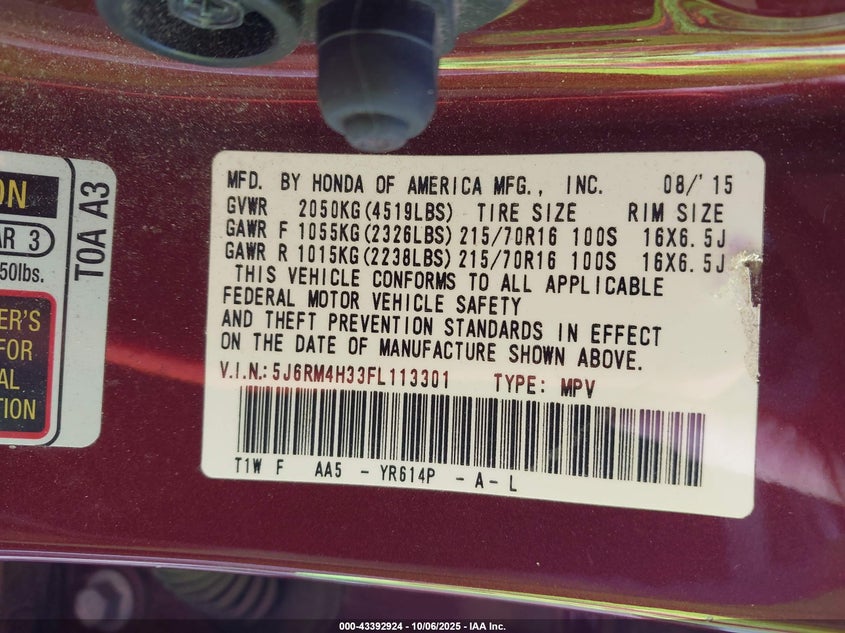 ON
AR 3
50lbs.
ER'S
FOR
AL
TION
TOA A3
MFD. BY HONDA OF AMERICA MFG., INC. 08/'15
GVWR 2050KG(4519LBS) TIRE SIZE RIM SIZE
GAWR F 1055KG(2326LBS) 215/70R16 100S 16X6.5J
GAWR R 1015KG(2238LBS) 215/70R16 100S 16X6.5J
THIS VEHICLE CONFORMS TO ALL APPLICABLE
FEDERAL MOTOR VEHICLE SAFETY
AND THEFT PREVENTION STANDARDS IN EFFECT
ON THE DATE OF MANUFACTURE SHOWN ABOVE.
V.I.N.: 5J6RM4H33FL113301 TYPE: MPV
T1W F AA5 - YR614P - A - L
000-43392924 - 10/06/2025 - IAA Inc.